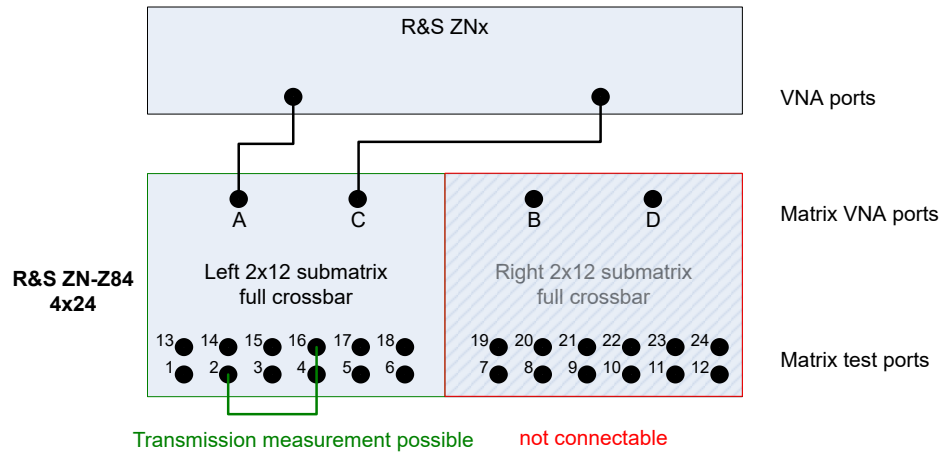 R&S ZNx
VNA ports
A
C
B
D
Matrix VNA ports
R&S ZN-Z84
4x24
Left 2x12 submatrix
full crossbar
Right 2x12 submatrix
full crossbar
13 14 15 16 17 18
1 2 3 4 5 6
19 20 21 22 23 24
7 8 9 10 11 12
Matrix test ports
Transmission measurement possible
not connectable